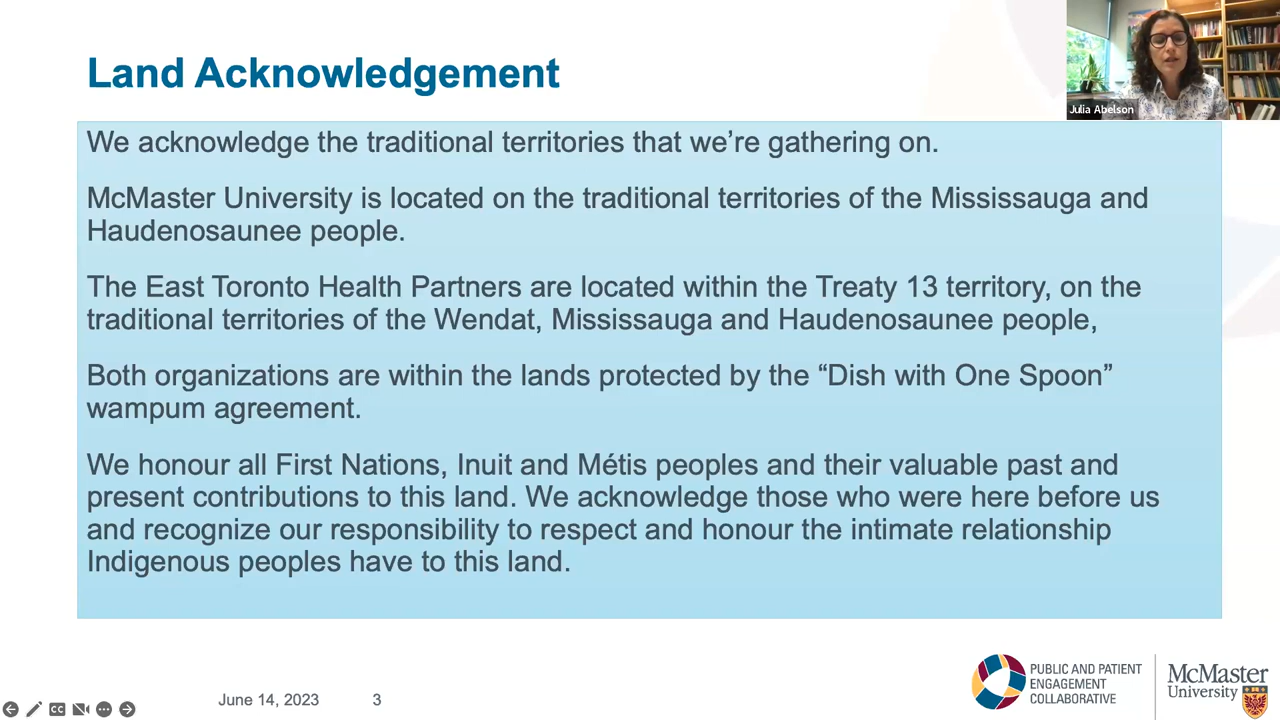 Land Acknowledgement
Julia Abelson
We acknowledge the traditional territories that we’re gathering on.
McMaster University is located on the traditional territories of the Mississauga and
Haudenosaunee people.
The East Toronto Health Partners are located within the Treaty 13 territory, on the
traditional territories of the Wendat, Mississauga and Haudenosaunee people,
Both organizations are within the lands protected by the “Dish with One Spoon”
wampum agreement.
We honour all First Nations, Inuit and Métis peoples and their valuable past and
present contributions to this land. We acknowledge those who were here before us
and recognize our responsibility to respect and honour the intimate relationship
Indigenous peoples have to this land.
June 14, 2023
3
PUBLIC AND PATIENT
ENGAGEMENT
COLLABORATIVE
McMaster
University
CC